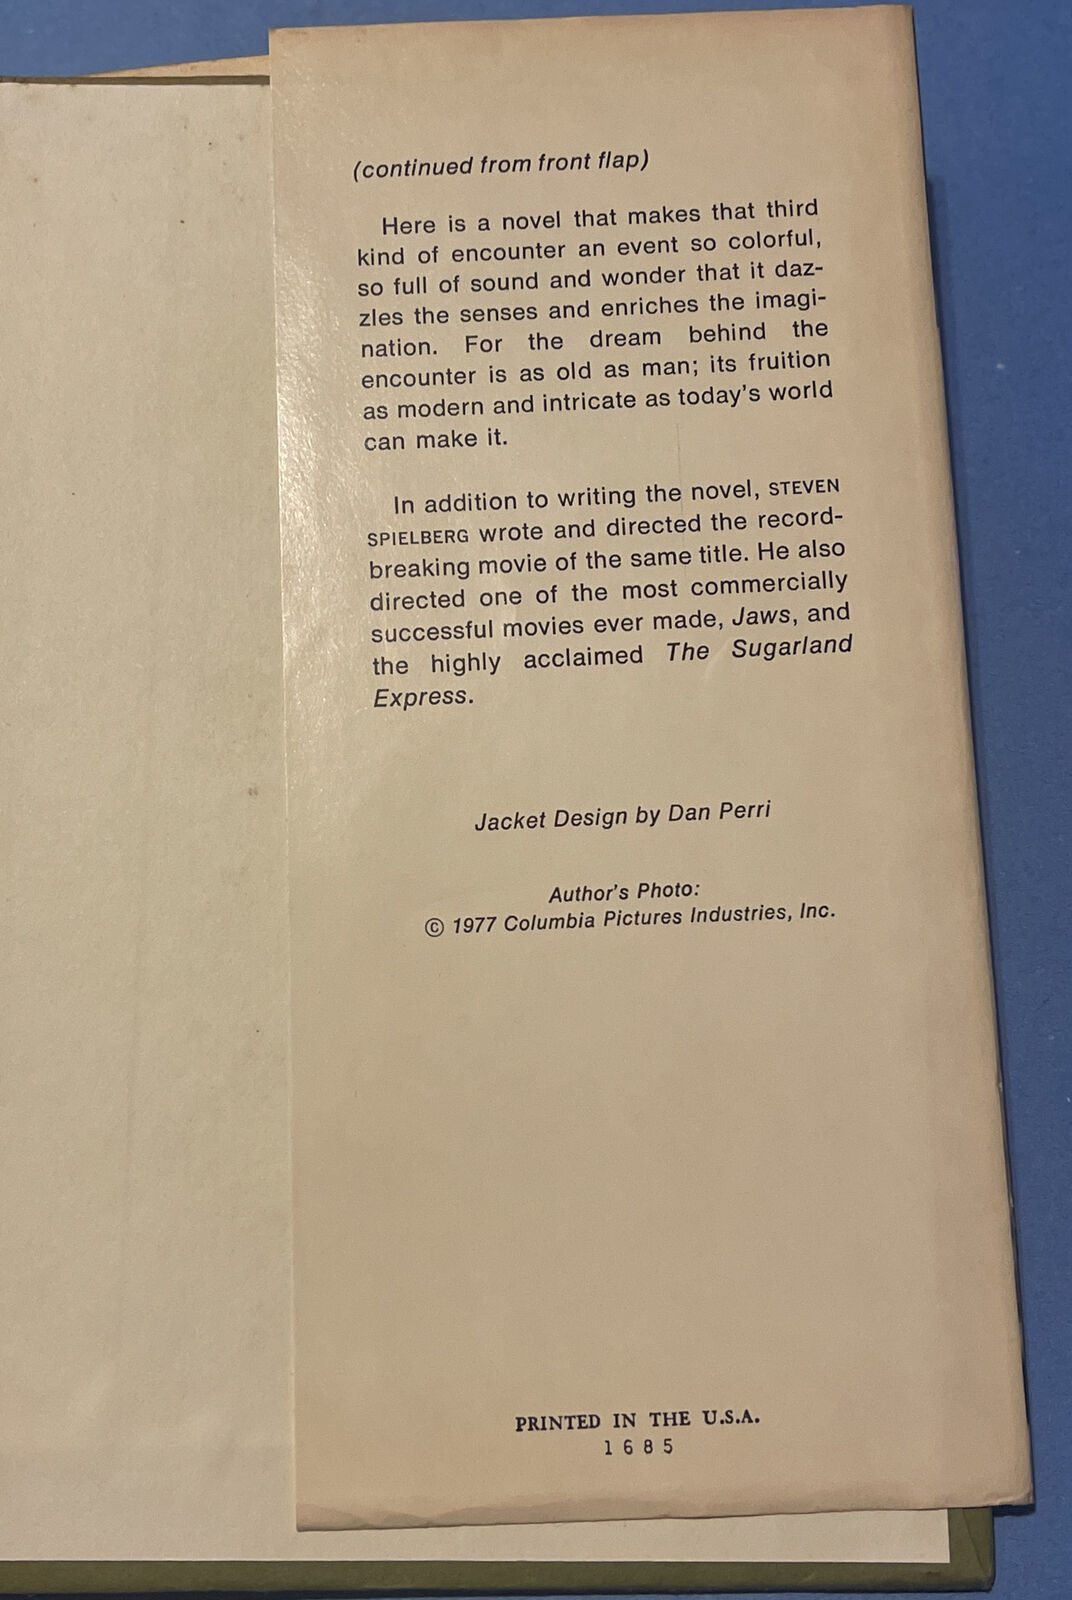 (continued from front flap)
Here is a novel that makes that third
kind of encounter an event so colorful,
so full of sound and wonder that it daz-
zles the senses and enriches the imagi-
nation. For the dream behind the
encounter is as old as man; its fruition
as modern and intricate as today's world
can make it.
In addition to writing the novel, STEVEN
SPIELBERG wrote and directed the record-
breaking movie of the same title. He also
directed one of the most commercially
successful movies ever made, Jaws, and
the highly acclaimed The Sugarland
Express.
Jacket Design by Dan Perri
Author's Photo:
© 1977 Columbia Pictures Industries, Inc.
PRINTED IN THE U.S.A.
1685